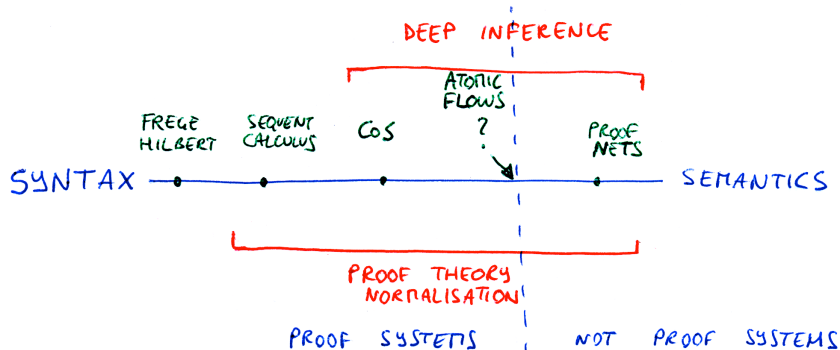 DEEP INFERENCE
ATOMIC
FLOWS
?
FREGE
HILBERT
SEQUENT
CALCULUS
CoS
PROOF
NETS
SYNTAX
SEMANTICS
PROOF THEORY
NORMALISATION
PROOF SYSTEMS
NOT PROOF SYSTEMS